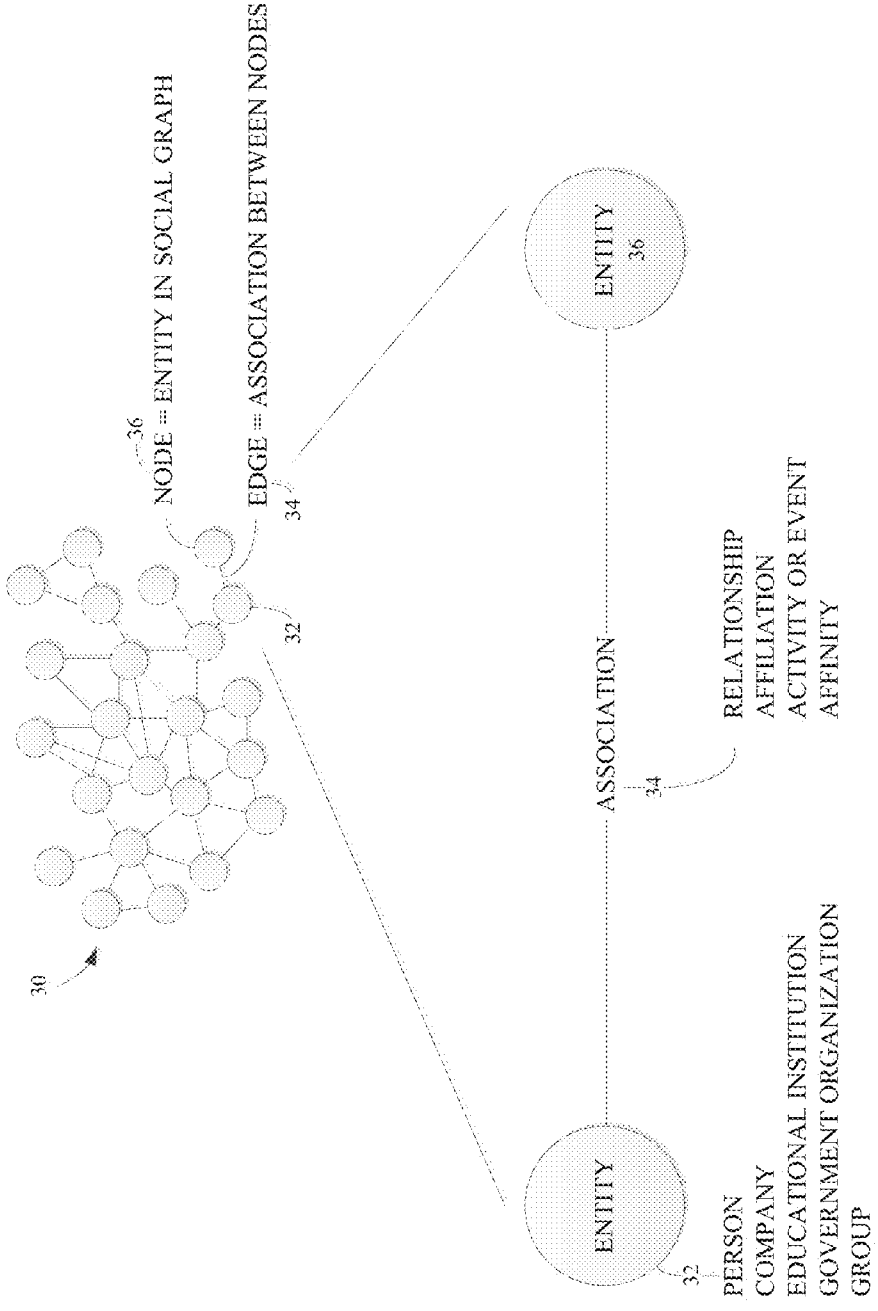 30
36
NODE = ENTITY IN SOCIAL GRAPH
EDGE = ASSOCIATION BETWEEN NODES
34
32
ENTITY
ASSOCIATION
ENTITY
36
32
PERSON
COMPANY
EDUCATIONAL INSTITUTION
GOVERNMENT ORGANIZATION
GROUP
34
RELATIONSHIP
AFFILIATION
ACTIVITY OR EVENT
AFFINITY